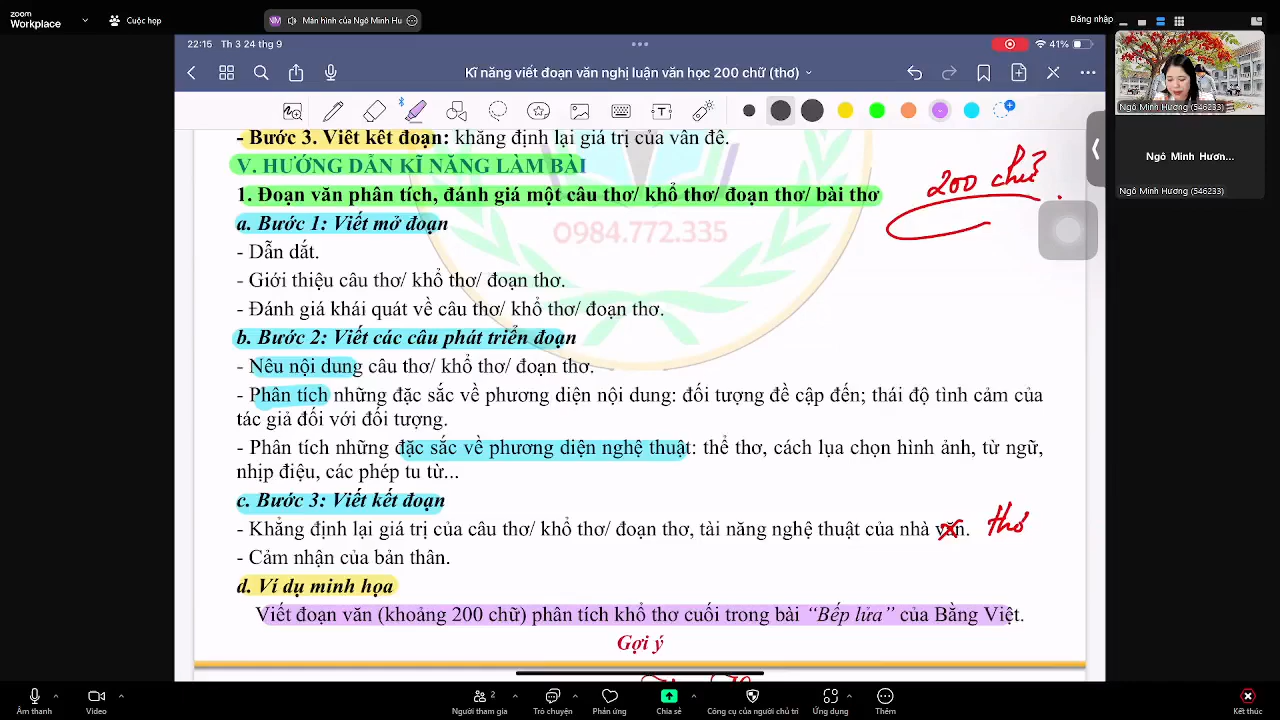 zoom
Workplace
Cuộc họp
VIM
Màn hình của Ngô Minh Hu
Đăng nhập
22:15 Th 3 24 thg 9
41%
Kĩ năng viết đoạn văn nghị luận văn học 200 chữ (thơ)
- Bước 3. Viết kết đoạn: khẳng định lại giá trị của vấn đề.
V. HƯỚNG DẪN KĨ NĂNG LÀM BÀI
200 chữ
1. Đoạn văn phân tích, đánh giá một câu thơ/ khổ thơ/ đoạn thơ/ bài thơ
a. Bước 1: Viết mở đoạn
0984.772.335
- Dẫn dắt.
- Giới thiệu câu thơ/ khổ thơ/ đoạn thơ.
- Đánh giá khái quát về câu thơ/ khổ thơ/ đoạn thơ.
b. Bước 2: Viết các câu phát triển đoạn
- Nêu nội dung câu thơ/ khổ thơ/ đoạn thơ.
- Phân tích những đặc sắc về phương diện nội dung: đối tượng đề cập đến; thái độ tình cảm của
tác giả đối với đối tượng.
- Phân tích những đặc sắc về phương diện nghệ thuật: thể thơ, cách lựa chọn hình ảnh, từ ngữ,
nhịp điệu, các phép tu từ...
c. Bước 3: Viết kết đoạn
- Khẳng định lại giá trị của câu thơ/ khổ thơ/ đoạn thơ, tài năng nghệ thuật của nhà văn. thơ
- Cảm nhận của bản thân.
d. Ví dụ minh họa
Viết đoạn văn (khoảng 200 chữ) phân tích khổ thơ cuối trong bài “Bếp lửa” của Bằng Việt.
Gợi ý
Ngô Minh Hương (546233)
Ngô Minh Hươn...
Ngô Minh Hương (546233)
Âm thanh
Video
2
Người tham gia
Trò chuyện
Phản ứng
Chia sẻ
Công cụ của người chủ trì
Ứng dụng
Thêm
Kết thúc